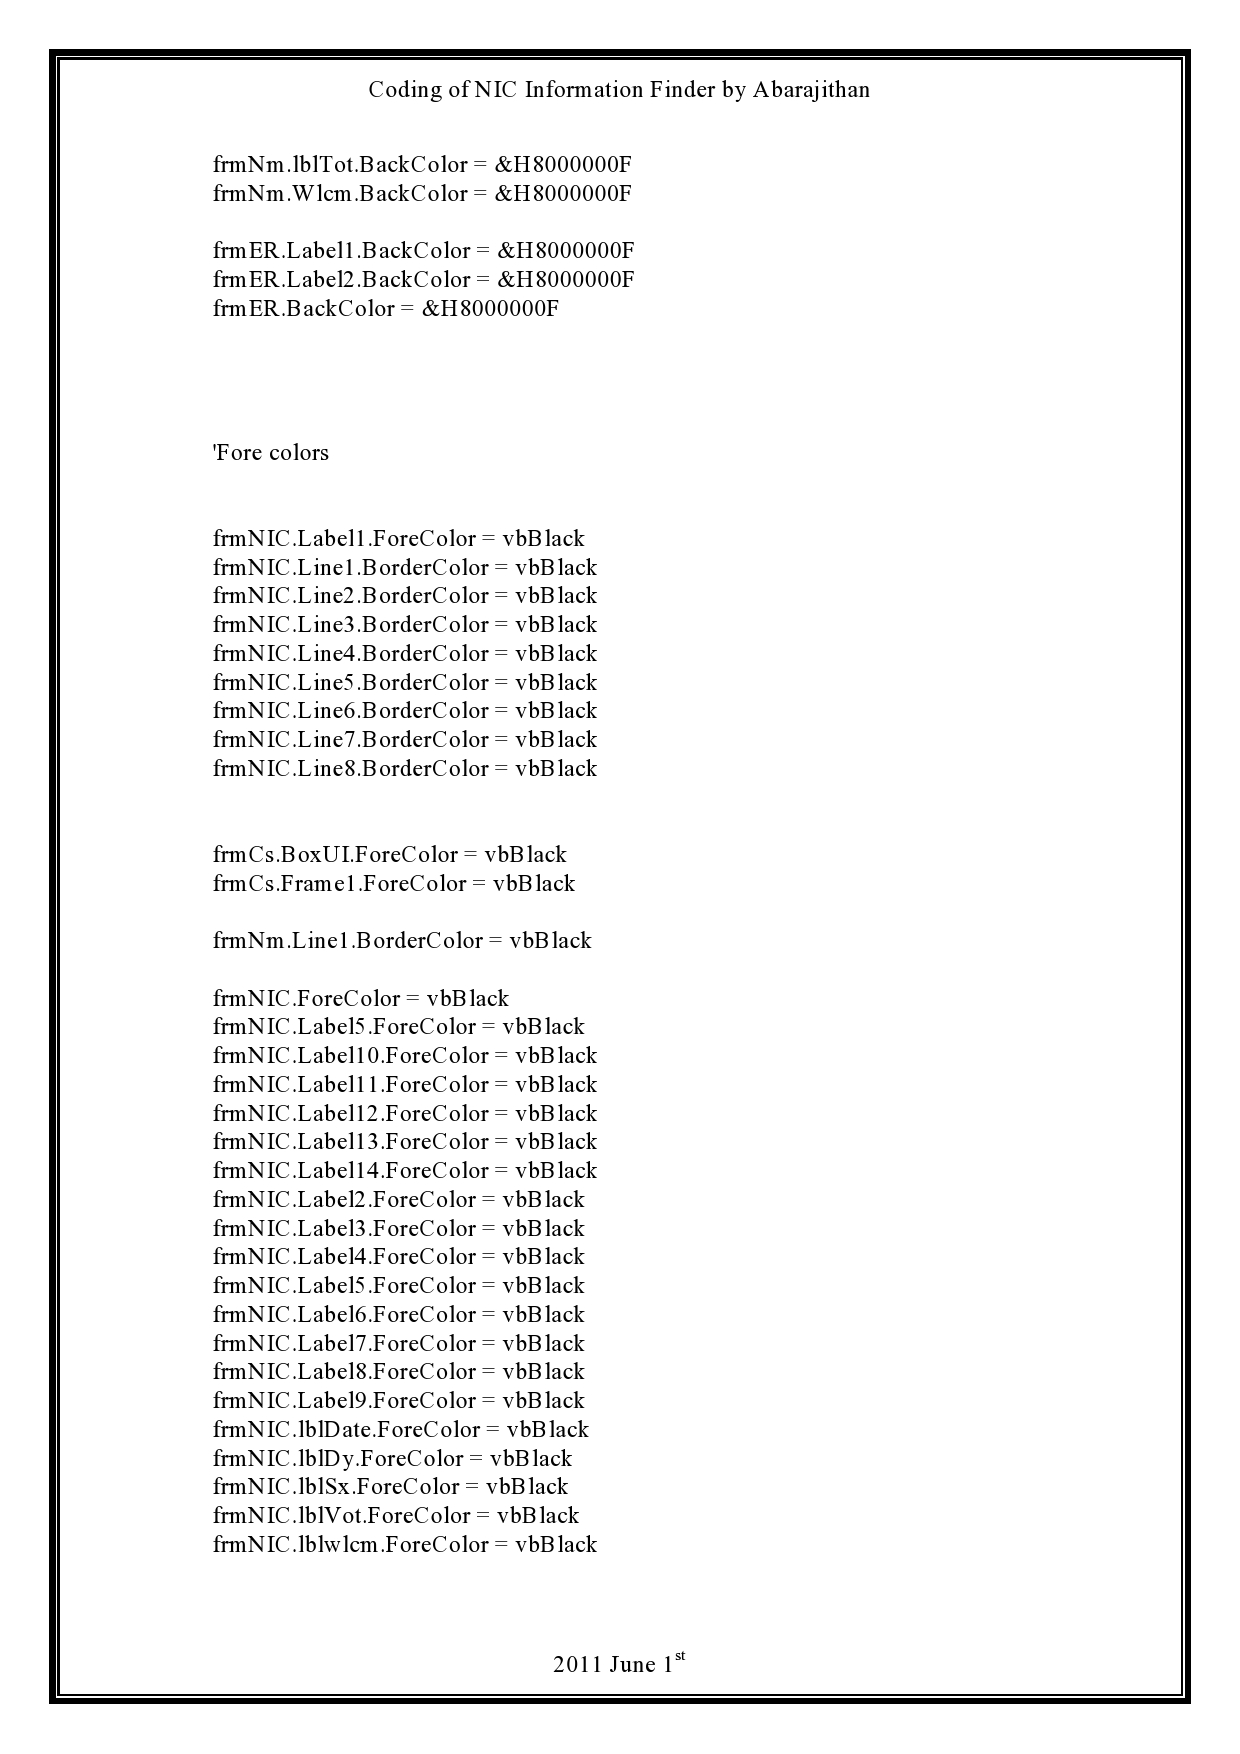 Coding of NIC Information Finder by Abarajithan
frmNm.lblTot.BackColor = &H8000000F
frmNm.Wlcm.BackColor = &H8000000F
frmER.Label1.BackColor = &H8000000F
frmER.Label2.BackColor = &H8000000F
frmER.BackColor = &H8000000F
'Fore colors
frmNIC.Label1.ForeColor = vbBlack
frmNIC.Line1.BorderColor = vbBlack
frmNIC.Line2.BorderColor = vbBlack
frmNIC.Line3.BorderColor = vbBlack
frmNIC.Line4.BorderColor = vbBlack
frmNIC.Line5.BorderColor = vbBlack
frmNIC.Line6.BorderColor = vbBlack
frmNIC.Line7.BorderColor = vbBlack
frmNIC.Line8.BorderColor = vbBlack
frmCs.BoxUI.ForeColor = vbBlack
frmCs.Frame1.ForeColor = vbBlack
frmNm.Line1.BorderColor = vbBlack
frmNIC.ForeColor = vbBlack
frmNIC.Label5.ForeColor = vbBlack
frmNIC.Label10.ForeColor = vbBlack
frmNIC.Label11.ForeColor = vbBlack
frmNIC.Label12.ForeColor = vbBlack
frmNIC.Label13.ForeColor = vbBlack
frmNIC.Label14.ForeColor = vbBlack
frmNIC.Label2.ForeColor = vbBlack
frmNIC.Label3.ForeColor = vbBlack
frmNIC.Label4.ForeColor = vbBlack
frmNIC.Label5.ForeColor = vbBlack
frmNIC.Label6.ForeColor = vbBlack
frmNIC.Label7.ForeColor = vbBlack
frmNIC.Label8.ForeColor = vbBlack
frmNIC.Label9.ForeColor = vbBlack
frmNIC.lblDate.ForeColor = vbBlack
frmNIC.lblDy.ForeColor = vbBlack
frmNIC.lblSx.ForeColor = vbBlack
frmNIC.lblVot.ForeColor = vbBlack
frmNIC.lblwlcm.ForeColor = vbBlack
2011 June 1st